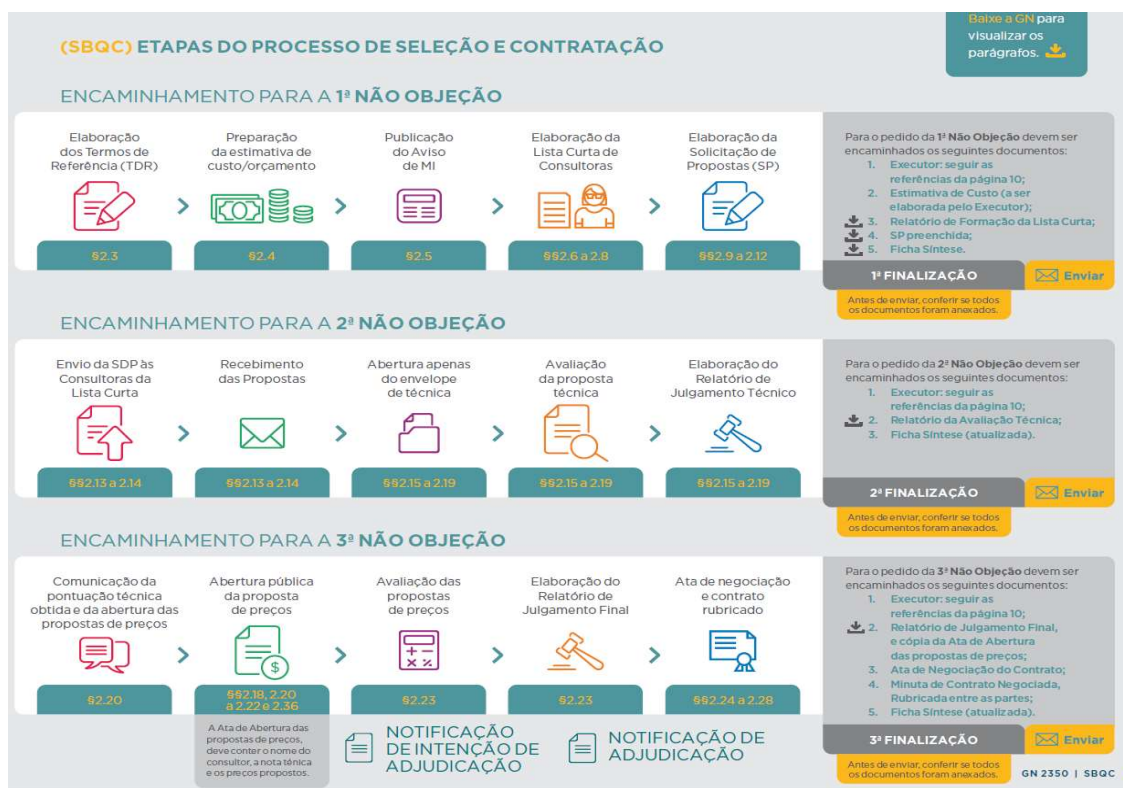 Baixe a GN para
visualizar os
parágrafos.
(SBQC) ETAPAS DO PROCESSO DE SELEÇÃO E CONTRATAÇÃO
ENCAMINHAMENTO PARA A 1ª NÃO OBJEÇÃO
Elaboração
dos Termos de
Referência (TDR)
§2.3
Preparação
da estimativa de
custo/orçamento
§2.4
Publicação
do Aviso
de MI
§2.5
Elaboração da
Lista Curta de
Consultoras
§§2.6 a 2.8
Elaboração da
Solicitação de
Propostas (SP)
§§2.9 a 2.12
Para o pedido da 1ª Não Objeção devem ser
encaminhados os seguintes documentos:
1. Executor: seguir as
referências da página 10;
2. Estimativa de Custo (a ser
elaborada pelo Executor);
3. Relatório de Formação da Lista Curta;
4. SP preenchida;
5. Ficha Síntese.
1ª FINALIZAÇÃO
Enviar
Antes de enviar, conferir se todos
os documentos foram anexados.
ENCAMINHAMENTO PARA A 2ª NÃO OBJEÇÃO
Envio da SDP às
Consultoras da
Lista Curta
§§2.13 a 2.14
Recebimento
das Propostas
§§2.13 a 2.14
Abertura apenas
do envelope
de técnica
§§2.15 a 2.19
Avaliação
da proposta
técnica
§§2.15 a 2.19
Elaboração do
Relatório de
Julgamento Técnico
§§2.15 a 2.19
Para o pedido da 2ª Não Objeção devem ser
encaminhados os seguintes documentos:
1. Executor: seguir as
referências da página 10;
2. Relatório da Avaliação Técnica;
3. Ficha Síntese (atualizada).
2ª FINALIZAÇÃO
Enviar
Antes de enviar, conferir se todos
os documentos foram anexados.
ENCAMINHAMENTO PARA A 3ª NÃO OBJEÇÃO
Comunicação da
pontuação técnica
obtida e da abertura das
propostas de preços
§2.20
Abertura pública
da proposta
de preços
$
§§2.18, 2.20
a 2.22 e 2.36
A Ata de Abertura das
propostas de preços,
deve conter o nome do
consultor, a nota ténica
e os preços propostos.
Avaliação das
propostas
de preços
§2.23
Elaboração do
Relatório de
Julgamento Final
§2.23
Ata de negociação
e contrato
rubricado
§§2.24 a 2.28
NOTIFICAÇÃO
DE INTENÇÃO DE
ADJUDICAÇÃO
NOTIFICAÇÃO DE
ADJUDICAÇÃO
Para o pedido da 3ª Não Objeção devem ser
encaminhados os seguintes documentos:
1. Executor: seguir as
referências da página 10;
2. Relatório de Julgamento Final,
e cópia da Ata de Abertura
das propostas de preços;
3. Ata de Negociação do Contrato;
4. Minuta de Contrato Negociada,
Rubricada entre as partes;
5. Ficha Síntese (atualizada).
3ª FINALIZAÇÃO
Enviar
Antes de enviar, conferir se todos
os documentos foram anexados.
GN 2350 | SBQC